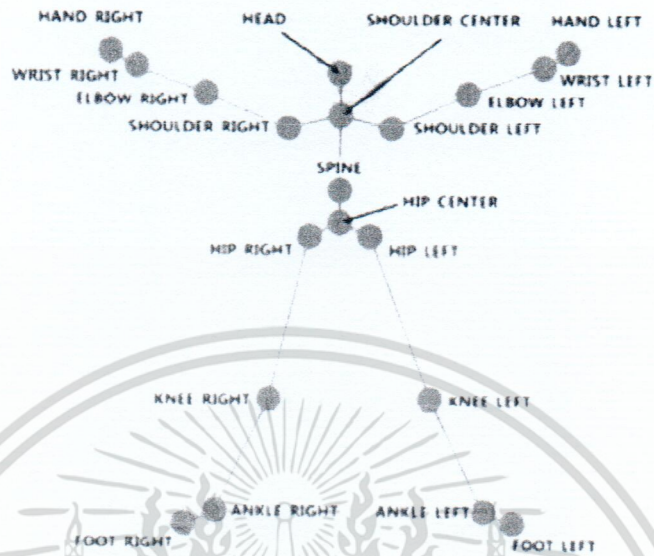 HAND RIGHT
HEAD
SHOULDER CENTER
HAND LEFT
WRIST RIGHT
WRIST LEFT
ELBOW RIGHT
ELBOW LEFT
SHOULDER RIGHT
SHOULDER LEFT
SPINE
HIP CENTER
HIP RIGHT
HIP LEFT
KNEE RIGHT
KNEE LEFT
ANKLE RIGHT
ANKLE LEFT
FOOT RIGHT
FOOT LEFT